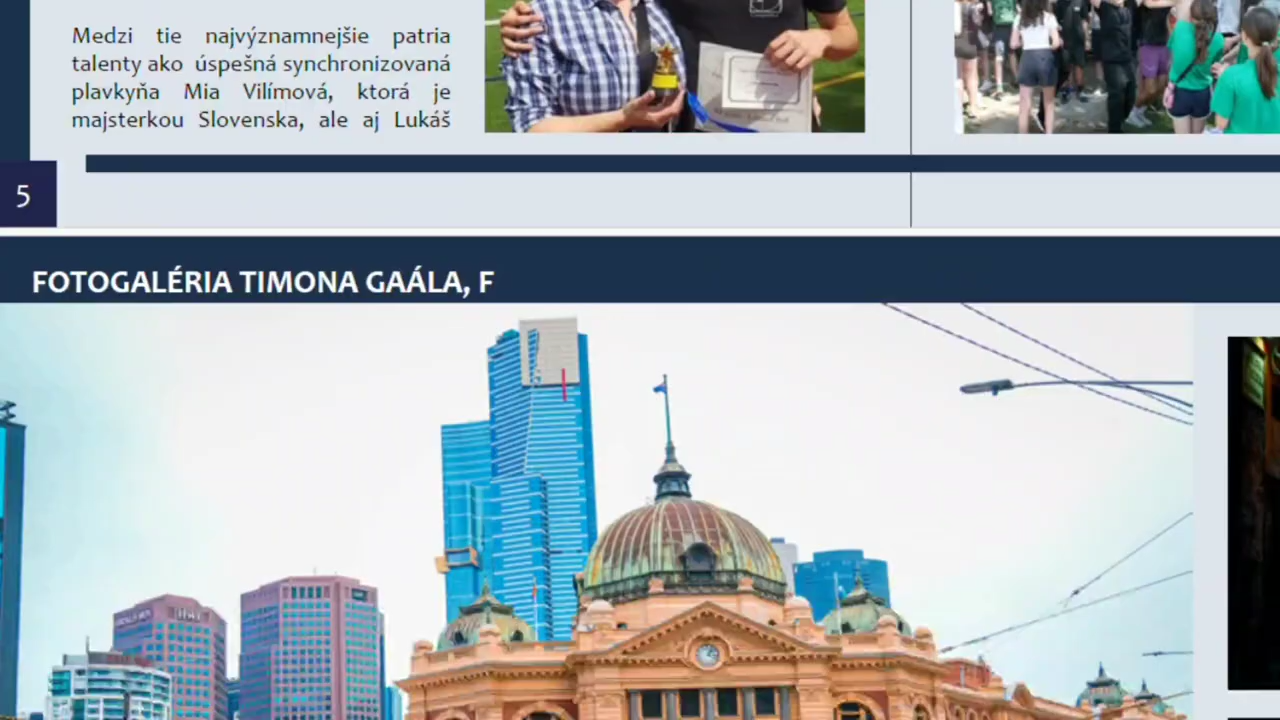 Medzi tie najvýznamnejšie patria
talenty ako úspešná synchronizovaná
plavkyňa Mia Vilímová, ktorá je
majsterkou Slovenska, ale aj Lukáš
5
FOTOGALÉRIA TIMONA GAÁLA, F